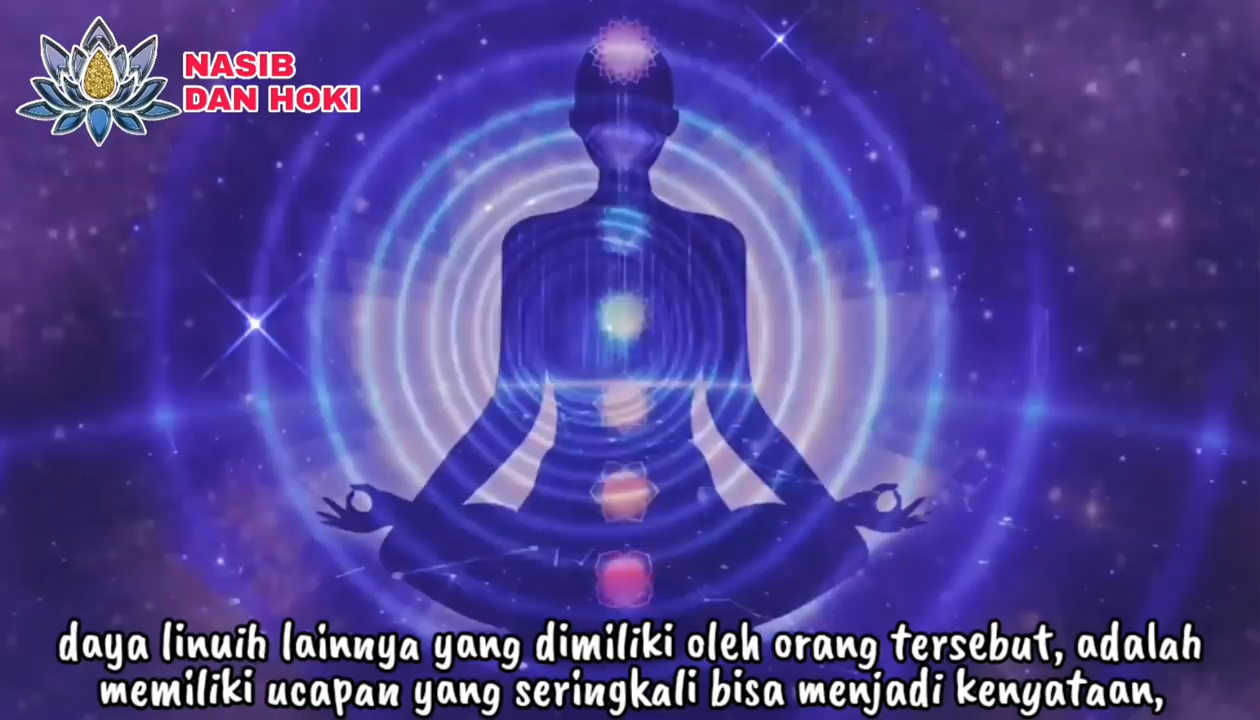 NASIB
DAN HOKI
daya linuih lainnya yang dimiliki oleh orang tersebut, adalah
memiliki ucapan yang seringkali bisa menjadi kenyataan,